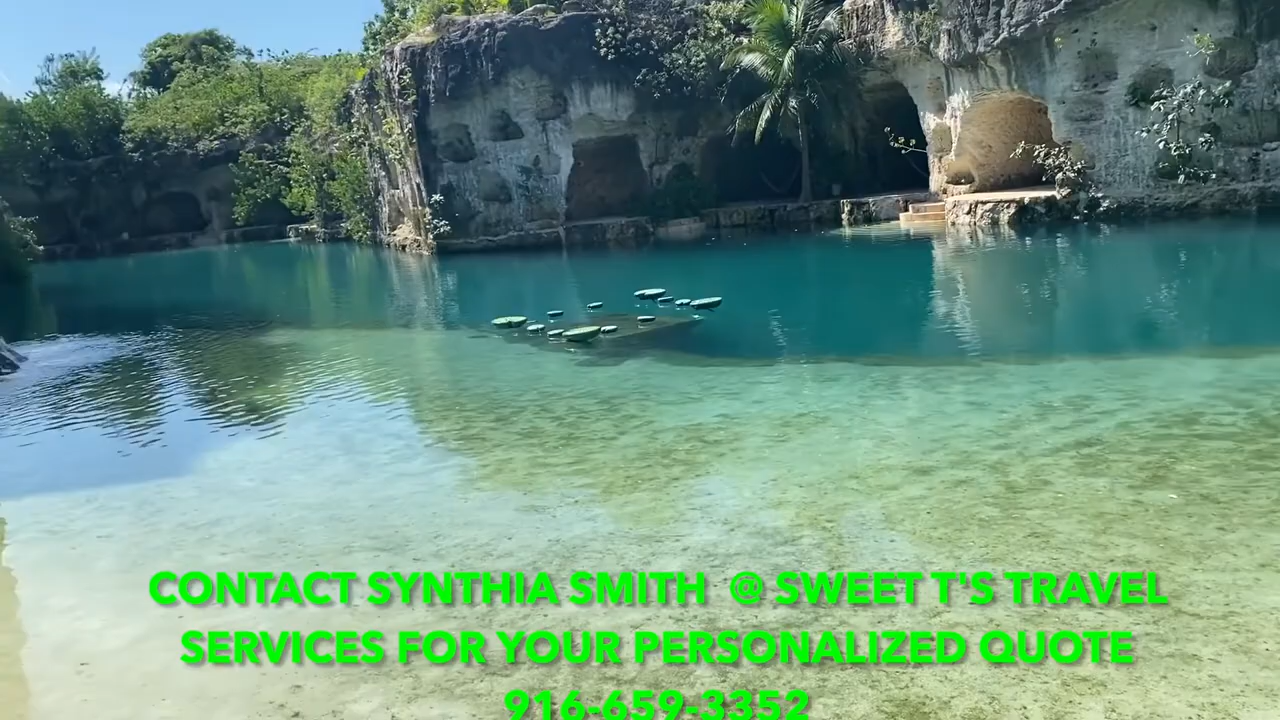 CONTACT SYNTHIA SMITH @ SWEET T'S TRAVEL
SERVICES FOR YOUR PERSONALIZED QUOTE
916-659-3352